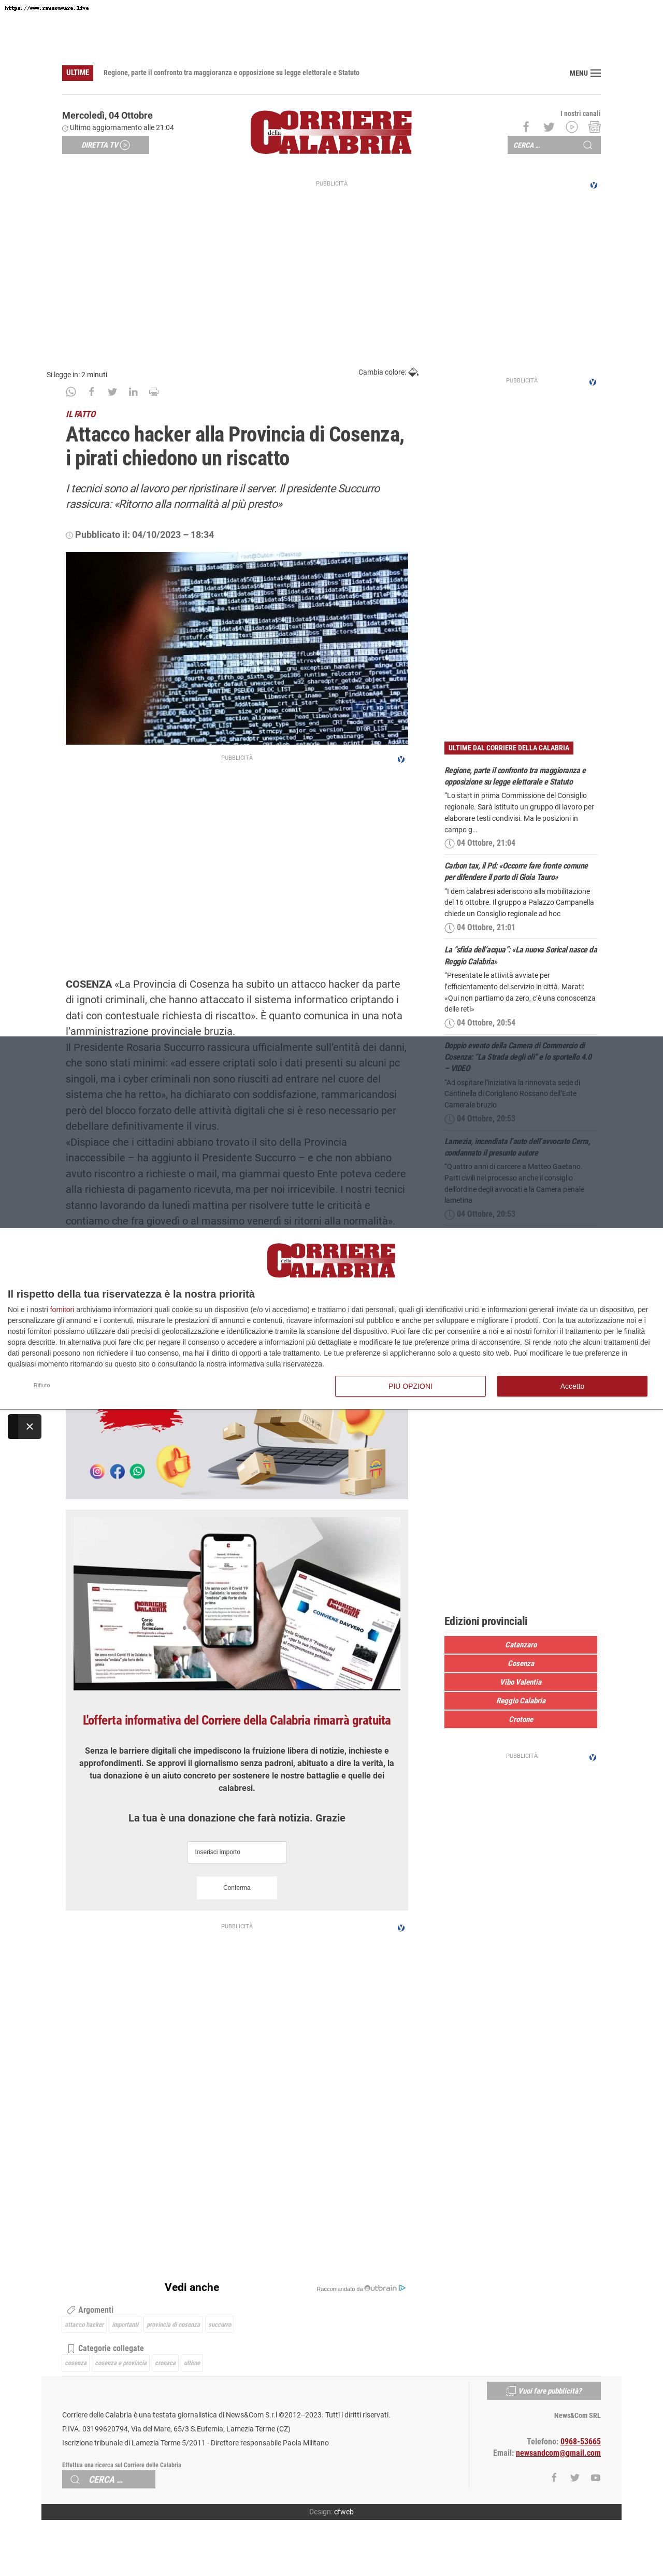 https://www.ransomware.live
ULTIME Regione, parte il confronto tra maggioranza e opposizione su legge elettorale e Statuto
MENU
Mercoledì, 04 Ottobre
Ultimo aggiornamento alle 21:04
DIRETTA TV
CORRIERE della CALABRIA
I nostri canali
CERCA ...
PUBBLICITÀ
Si legge in: 2 minuti
Cambia colore:
PUBBLICITÀ
IL FATTO
Attacco hacker alla Provincia di Cosenza,
i pirati chiedono un riscatto
I tecnici sono al lavoro per ripristinare il server. Il presidente Succurro
rassicura: «Ritorno alla normalità al più presto»
Pubblicato il: 04/10/2023 – 18:34
PUBBLICITÀ
COSENZA «La Provincia di Cosenza ha subito un attacco hacker da parte
di ignoti criminali, che hanno attaccato il sistema informatico criptando i
dati con contestuale richiesta di riscatto». È quanto comunica in una nota
l'amministrazione provinciale bruzia.
Il Presidente Rosaria Succurro rassicura ufficialmente sull'entità dei danni,
che sono stati minimi: «ad essere criptati solo i dati presenti su alcuni pc
singoli, ma i cyber criminali non sono riusciti ad entrare nel cuore del
sistema che ha retto», ha dichiarato con soddisfazione, rammaricandosi
però del blocco forzato delle attività digitali che si è reso necessario per
debellare definitivamente il virus.
«Dispiace che i cittadini abbiano trovato il sito della Provincia
inaccessibile – ha aggiunto il Presidente Succurro – e che non abbiano
avuto riscontro a richieste o mail, ma giammai questo Ente poteva cedere
alla richiesta di pagamento ricevuta, ma per noi irricevibile. I nostri tecnici
stanno lavorando da lunedì mattina per risolvere tutte le criticità e
contiamo che fra giovedì o al massimo venerdì si ritorni alla normalità».
ULTIME DAL CORRIERE DELLA CALABRIA
Regione, parte il confronto tra maggioranza e
opposizione su legge elettorale e Statuto
"Lo start in prima Commissione del Consiglio
regionale. Sarà istituito un gruppo di lavoro per
elaborare testi condivisi. Ma le posizioni in
campo g…
04 Ottobre, 21:04
Carbon tax, il Pd: «Occorre fare fronte comune
per difendere il porto di Gioia Tauro»
"I dem calabresi aderiscono alla mobilitazione
del 16 ottobre. Il gruppo a Palazzo Campanella
chiede un Consiglio regionale ad hoc
04 Ottobre, 21:01
La "sfida dell'acqua": «La nuova Sorical nasce da
Reggio Calabria»
"Presentate le attività avviate per
l'efficientamento del servizio in città. Marati:
«Qui non partiamo da zero, c'è una conoscenza
delle reti»
04 Ottobre, 20:54
Doppio evento della Camera di Commercio di
Cosenza: "La Strada degli oli" e lo sportello 4.0
– VIDEO
"Ad ospitare l'iniziativa la rinnovata sede di
Cantinella di Corigliano Rossano dell'Ente
Camerale bruzio
04 Ottobre, 20:53
Lamezia, incendiata l'auto dell'avvocato Cerra,
condannato il presunto autore
"Quattro anni di carcere a Matteo Gaetano.
Parti civili nel processo anche il consiglio
dell'ordine degli avvocati e la Camera penale
lametina
04 Ottobre, 20:53
CORRIERE della CALABRIA
Il rispetto della tua riservatezza è la nostra priorità
Noi e i nostri fornitori archiviamo informazioni quali cookie su un dispositivo (e/o vi accediamo) e trattiamo i dati personali, quali gli identificativi unici e informazioni generali inviate da un dispositivo, per
personalizzare gli annunci e i contenuti, misurare le prestazioni di annunci e contenuti, ricavare informazioni sul pubblico e anche per sviluppare e migliorare i prodotti. Con la tua autorizzazione noi e i
nostri fornitori possiamo utilizzare dati precisi di geolocalizzazione e identificazione tramite la scansione del dispositivo. Puoi fare clic per consentire a noi e ai nostri fornitori il trattamento per le finalità
sopra descritte. In alternativa puoi fare clic per negare il consenso o accedere a informazioni più dettagliate e modificare le tue preferenze prima di acconsentire. Si rende noto che alcuni trattamenti dei
dati personali possono non richiedere il tuo consenso, ma hai il diritto di opporti a tale trattamento. Le tue preferenze si applicheranno solo a questo sito web. Puoi modificare le tue preferenze in
qualsiasi momento ritornando su questo sito o consultando la nostra informativa sulla riservatezza.
Rifiuto
PIU OPZIONI
Accetto
L'offerta informativa del Corriere della Calabria rimarrà gratuita
Senza le barriere digitali che impediscono la fruizione libera di notizie, inchieste e
approfondimenti. Se approvi il giornalismo senza padroni, abituato a dire la verità, la
tua donazione è un aiuto concreto per sostenere le nostre battaglie e quelle dei
calabresi.
La tua è una donazione che farà notizia. Grazie
Inserisci importo
Conferma
PUBBLICITÀ
Edizioni provinciali
Catanzaro
Cosenza
Vibo Valentia
Reggio Calabria
Crotone
PUBBLICITÀ
Vedi anche
Raccomandato da Outbrain
Argomenti
attacco hacker importanti provincia di cosenza succurro
Categorie collegate
cosenza cosenza e provincia cronaca ultime
Corriere delle Calabria è una testata giornalistica di News&Com S.r.l ©2012–2023. Tutti i diritti riservati.
P.IVA. 03199620794, Via del Mare, 65/3 S.Eufemia, Lamezia Terme (CZ)
Iscrizione tribunale di Lamezia Terme 5/2011 - Direttore responsabile Paola Militano
Effettua una ricerca sul Corriere delle Calabria
CERCA ...
Vuoi fare pubblicità?
News&Com SRL
Telefono: 0968-53665
Email: newsandcom@gmail.com
Design: cfweb